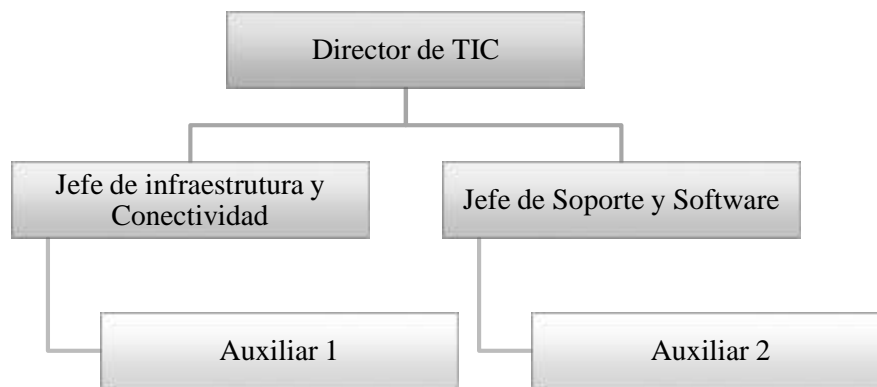 Director de TIC
Jefe de infraestrutura y
Conectividad
Jefe de Soporte y Software
Auxiliar 1
Auxiliar 2